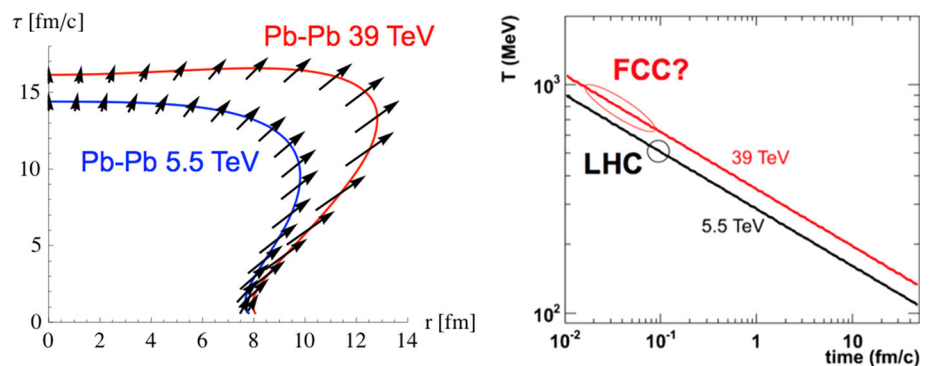 τ [fm/c]
Pb-Pb 39 TeV
15
Pb-Pb 5.5 TeV
10
5
0
0 2 4 6 8 10 12 14
r [fm]
T (MeV)
10³
FCC?
LHC
39 TeV
5.5 TeV
10²
10⁻² 10⁻¹ 1 10
time (fm/c)